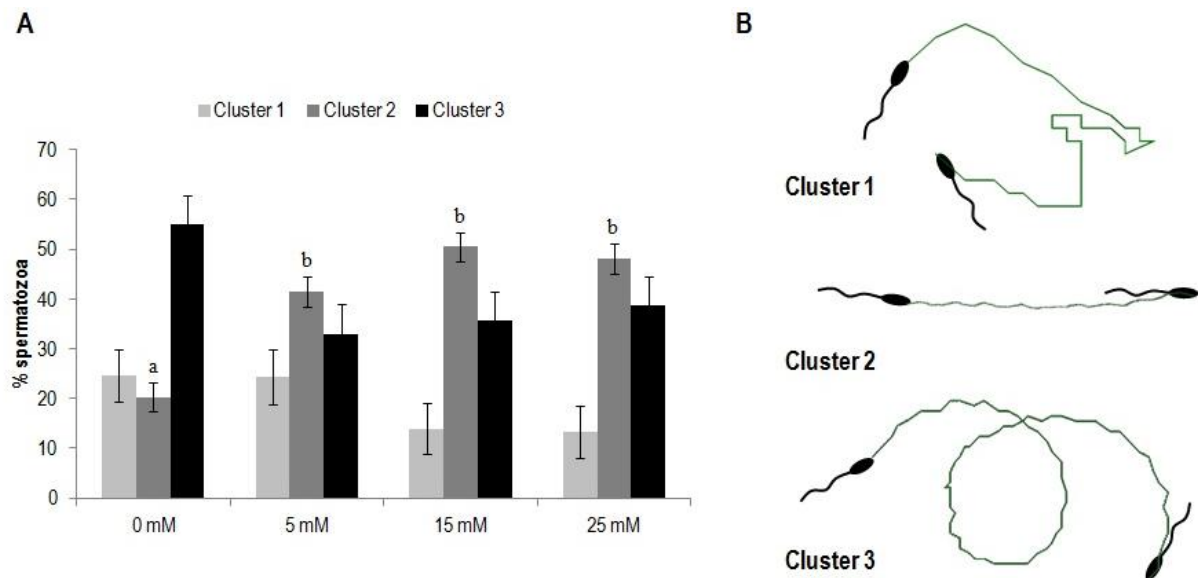 A
Cluster 1 Cluster 2 Cluster 3
% spermatozoa
70
60
50
40
30
20
10
0
a
b
b
b
0 mM 5 mM 15 mM 25 mM
B
Cluster 1
Cluster 2
Cluster 3